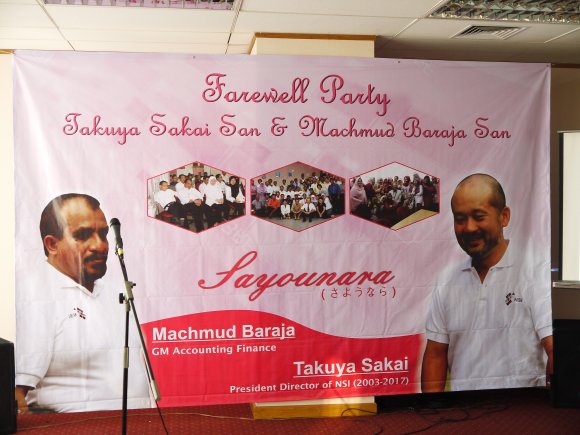 Farewell Party
Takuya Sakai San & Machmud Baraja San
Sayounara
(さようなら)
Machmud Baraja
GM Accounting Finance
Takuya Sakai
President Director of NSI (2003-2017)